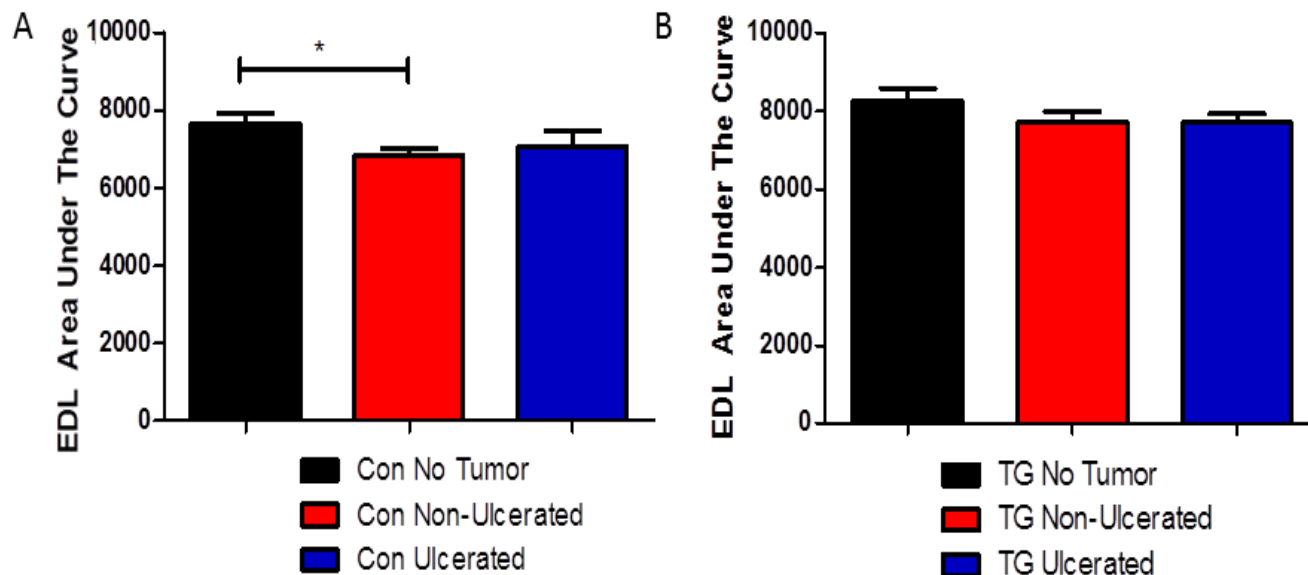 A
EDL Area Under The Curve
10000
8000
6000
4000
2000
0
*
Con No Tumor
Con Non-Ulcerated
Con Ulcerated
B
EDL Area Under The Curve
10000
8000
6000
4000
2000
0
TG No Tumor
TG Non-Ulcerated
TG Ulcerated